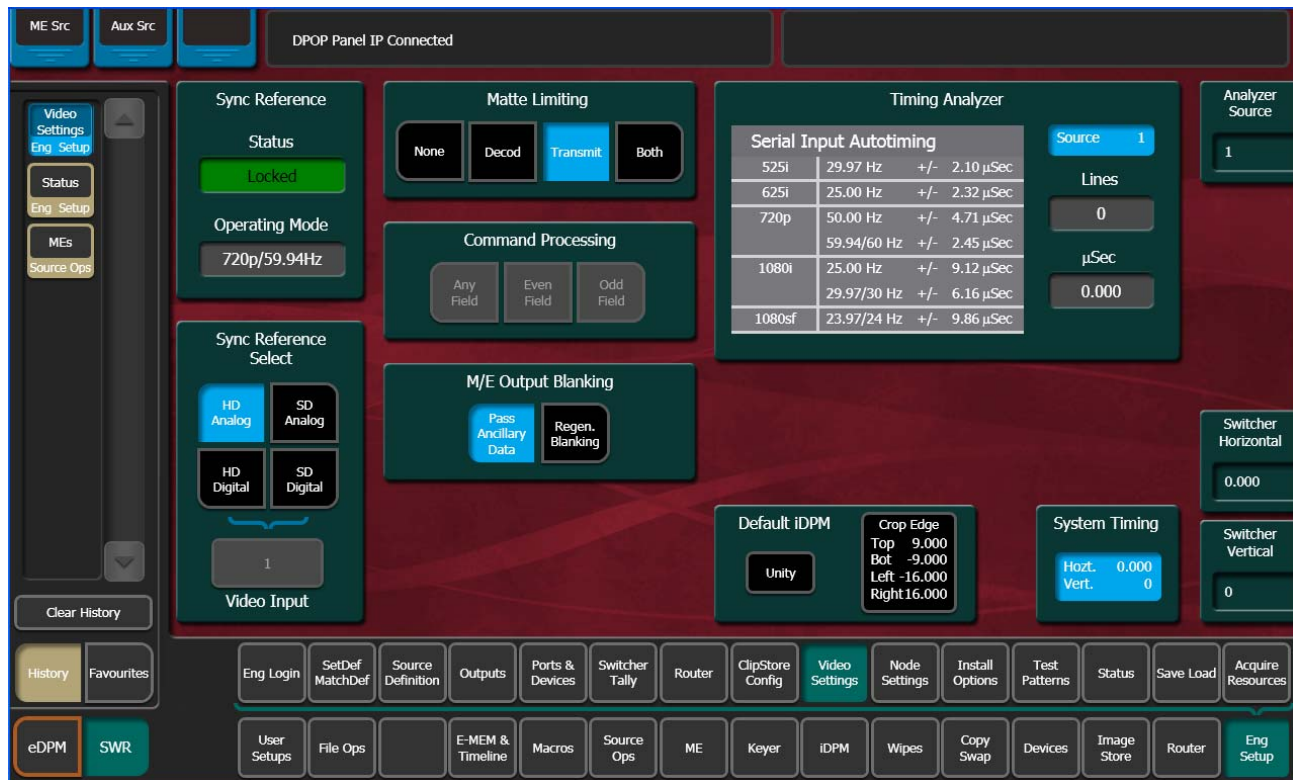 ME Src
Aux Src
DPOP Panel IP Connected
Video
Settings
Eng Setup
Status
Eng Setup
MEs
Source Ops
Clear History
History
Favourites
eDPM
SWR
Sync Reference
Status
Locked
Operating Mode
720p/59.94Hz
Sync Reference
Select
HD
Analog
SD
Analog
HD
Digital
SD
Digital
1
Video Input
Matte Limiting
None
Decod
Transmit
Both
Command Processing
Any
Field
Even
Field
Odd
Field
M/E Output Blanking
Pass
Ancillary
Data
Regen.
Blanking
Timing Analyzer
Serial Input Autotiming
525i 29.97 Hz +/- 2.10 µSec
625i 25.00 Hz +/- 2.32 µSec
720p 50.00 Hz +/- 4.71 µSec
59.94/60 Hz +/- 2.45 µSec
1080i 25.00 Hz +/- 9.12 µSec
29.97/30 Hz +/- 6.16 µSec
1080sf 23.97/24 Hz +/- 9.86 µSec
Source 1
Lines
0
µSec
0.000
Analyzer
Source
1
Switcher
Horizontal
0.000
Switcher
Vertical
0
Default iDPM
Unity
Crop Edge
Top 9.000
Bot -9.000
Left -16.000
Right 16.000
System Timing
Hozt. 0.000
Vert. 0
Eng Login
SetDef
MatchDef
Source
Definition
Outputs
Ports &
Devices
Switcher
Tally
Router
ClipStore
Config
Video
Settings
Node
Settings
Install
Options
Test
Patterns
Status
Save Load
Acquire
Resources
User
Setups
File Ops
E-MEM &
Timeline
Macros
Source
Ops
ME
Keyer
iDPM
Wipes
Copy
Swap
Devices
Image
Store
Router
Eng
Setup